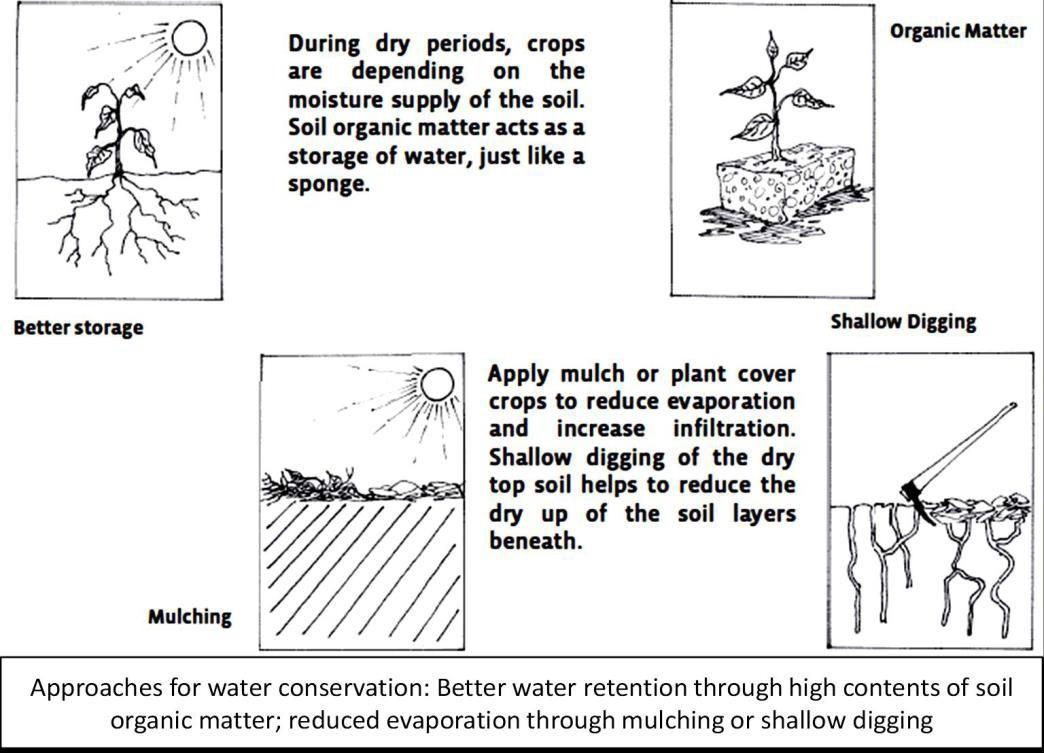 During dry periods, crops
are depending on the
moisture supply of the soil.
Soil organic matter acts as a
storage of water, just like a
sponge.
Organic Matter
Better storage
Shallow Digging
Apply mulch or plant cover
crops to reduce evaporation
and increase infiltration.
Shallow digging of the dry
top soil helps to reduce the
dry up of the soil layers
beneath.
Mulching
Approaches for water conservation: Better water retention through high contents of soil
organic matter; reduced evaporation through mulching or shallow digging